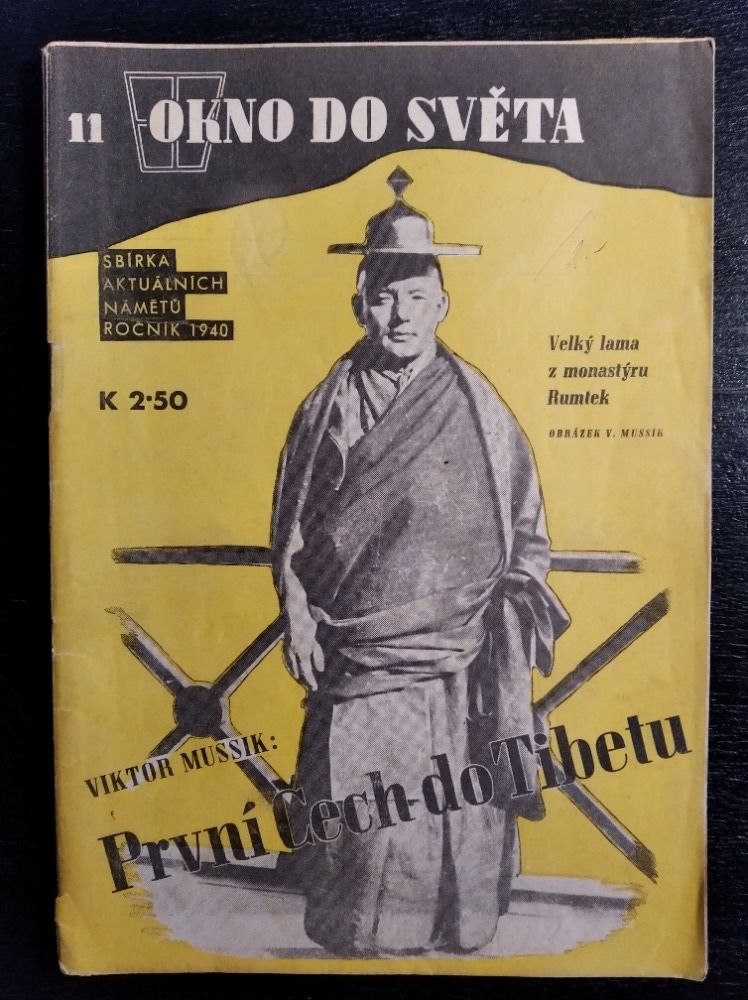 11 OKNO DO SVĚTA
SBÍRKA
AKTUÁLNÍCH
NÁMĚTŮ
ROČNÍK 1940
K 2·50
Velký lama
z monastýru
Rumtek
OBRÁZEK V. MUSSIK
VIKTOR MUSSIK:
První Čech do Tibetu